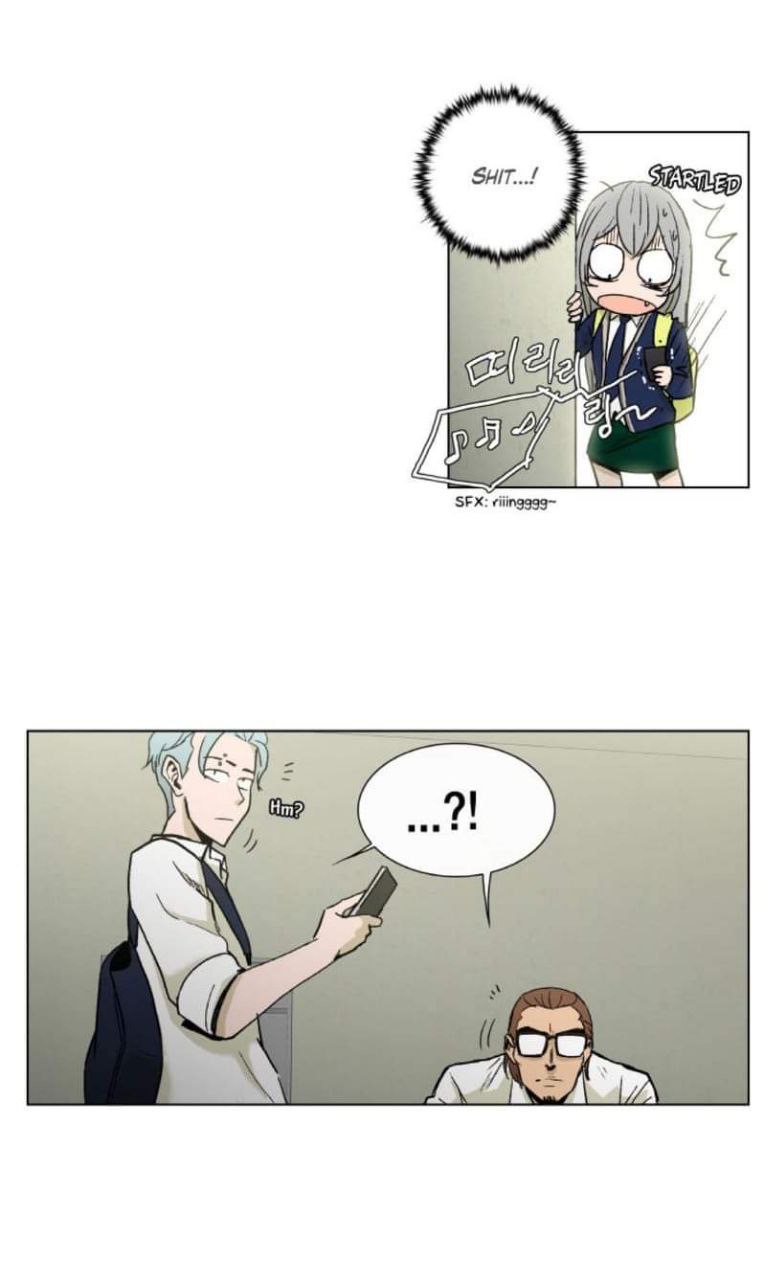 SHIT...!
STARTLED
띠리리
링~
SFX: riiingggg~
Hm?
...?!